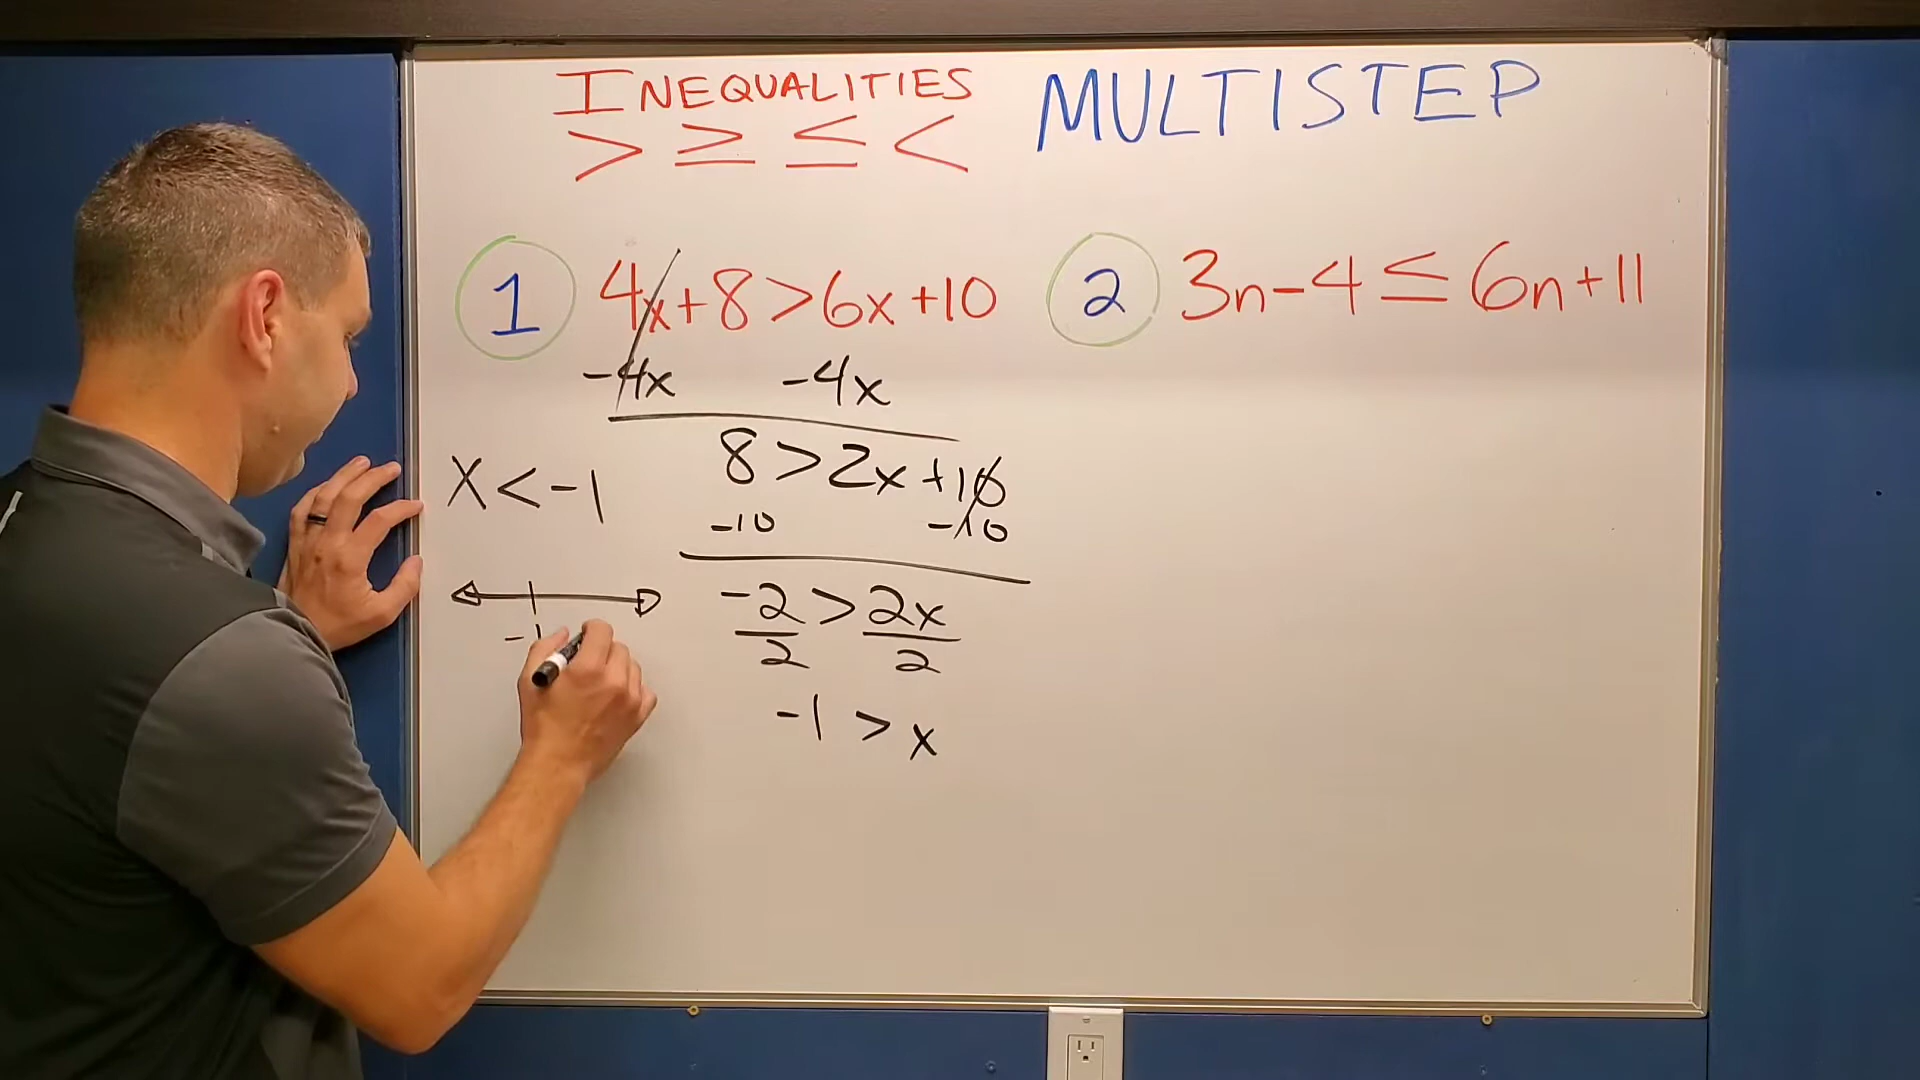 INEQUALITIES MULTISTEP
> ≥ ≤ <
1 4x+8>6x+10
-4x -4x
8>2x+10
-10 -10
-2>2x
2 2
-1 > x
x<-1
-1
2 3n-4≤6n+11